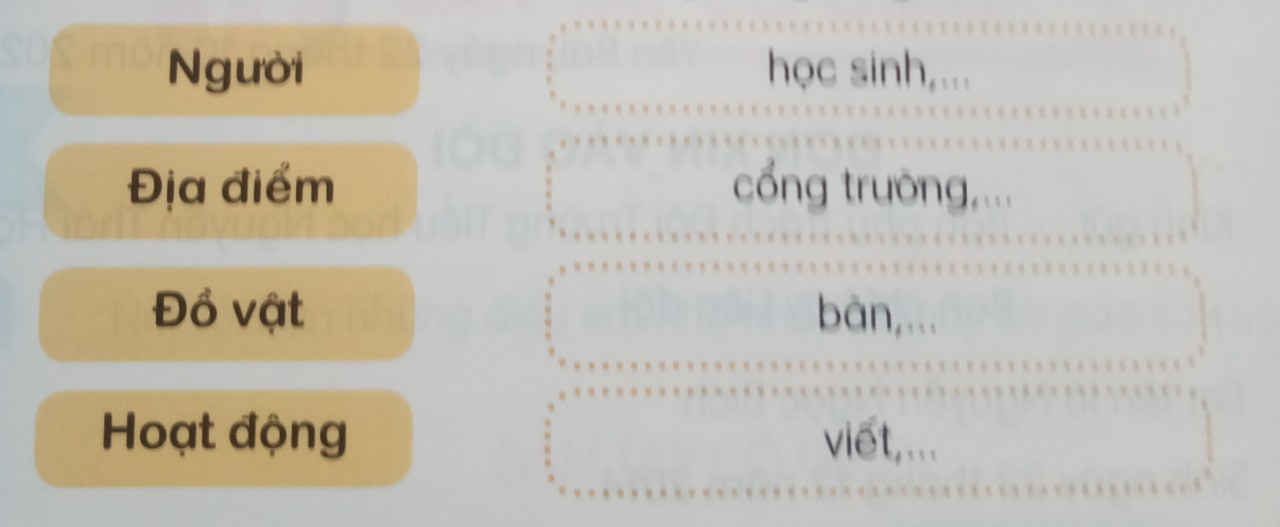 Người
học sinh,...
Địa điểm
cổng trường,...
Đồ vật
bàn,...
Hoạt động
viết,...